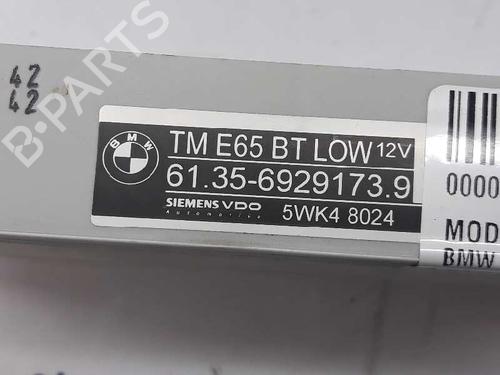 42
42
BMW
TM E65 BT LOW 12V
61.35-6929173.9
SIEMENS VDO
Automotive
5WK4 8024
0000
MOD
BMW
B-PARTS